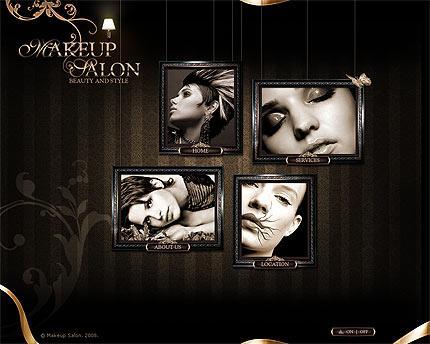 MAKEUP
SALON
BEAUTY AND STYLE
HOME
SERVICES
ABOUT US
LOCATION
© Makeup Salon. 2008.
ON | OFF